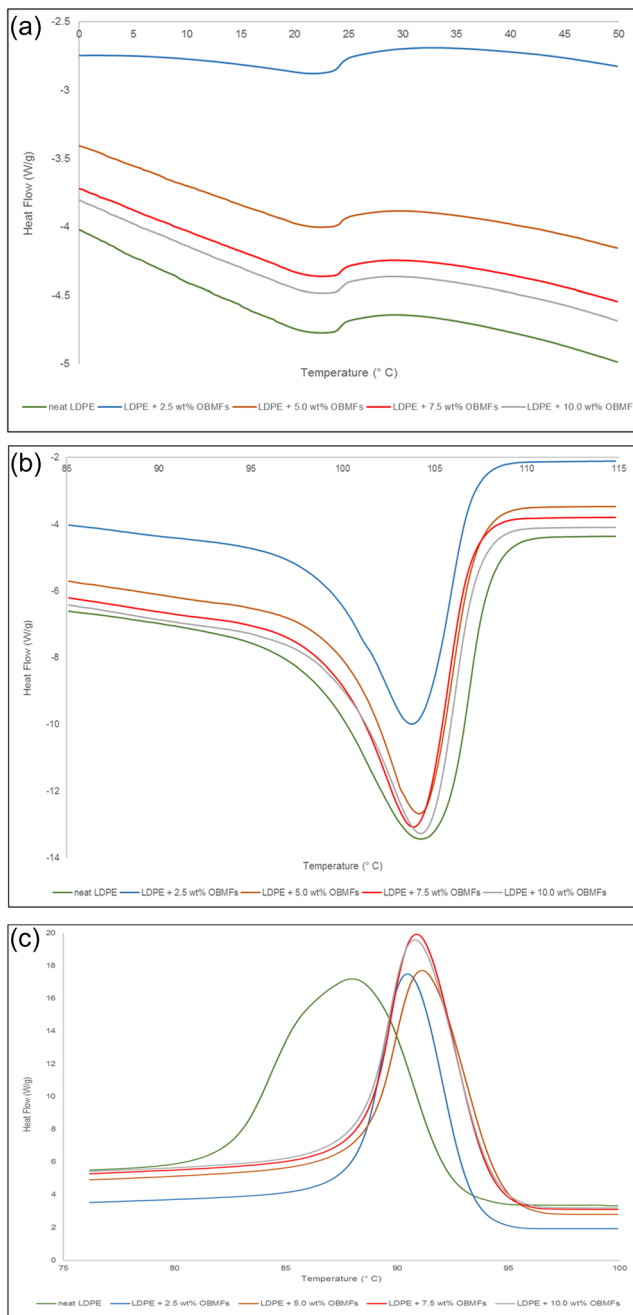 (a)
-2.5
0 5 10 15 20 25 30 35 40 45 50
-3
-3.5
Heat Flow (W/g)
-4
-4.5
-5
Temperature (° C)
neat LDPE LDPE + 2.5 wt% OBMFs LDPE + 5.0 wt% OBMFs LDPE + 7.5 wt% OBMFs LDPE + 10.0 wt% OBMFs
(b)
-2
85 90 95 100 105 110 115
-4
-6
Heat Flow (W/g)
-8
-10
-12
-14
Temperature (° C)
neat LDPE LDPE + 2.5 wt% OBMFs LDPE + 5.0 wt% OBMFs LDPE + 7.5 wt% OBMFs LDPE + 10.0 wt% OBMFs
(c)
20
18
16
14
12
Heat Flow (W/g)
10
8
6
4
2
0
75 80 85 90 95 100
Temperature (° C)
neat LDPE LDPE + 2.5 wt% OBMFs LDPE + 5.0 wt% OBMFs LDPE + 7.5 wt% OBMFs LDPE + 10.0 wt% OBMFs